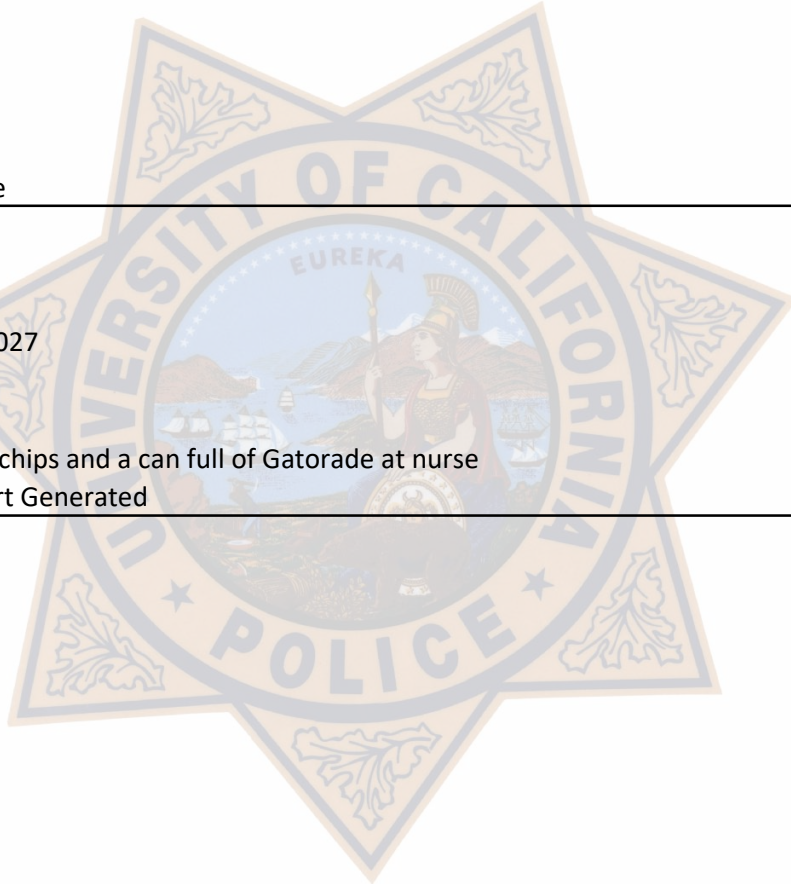 e
027
chips and a can full of Gatorade at nurse
rt Generated
UNIVERSITY OF CALIFORNIA
EUREKA
POLICE